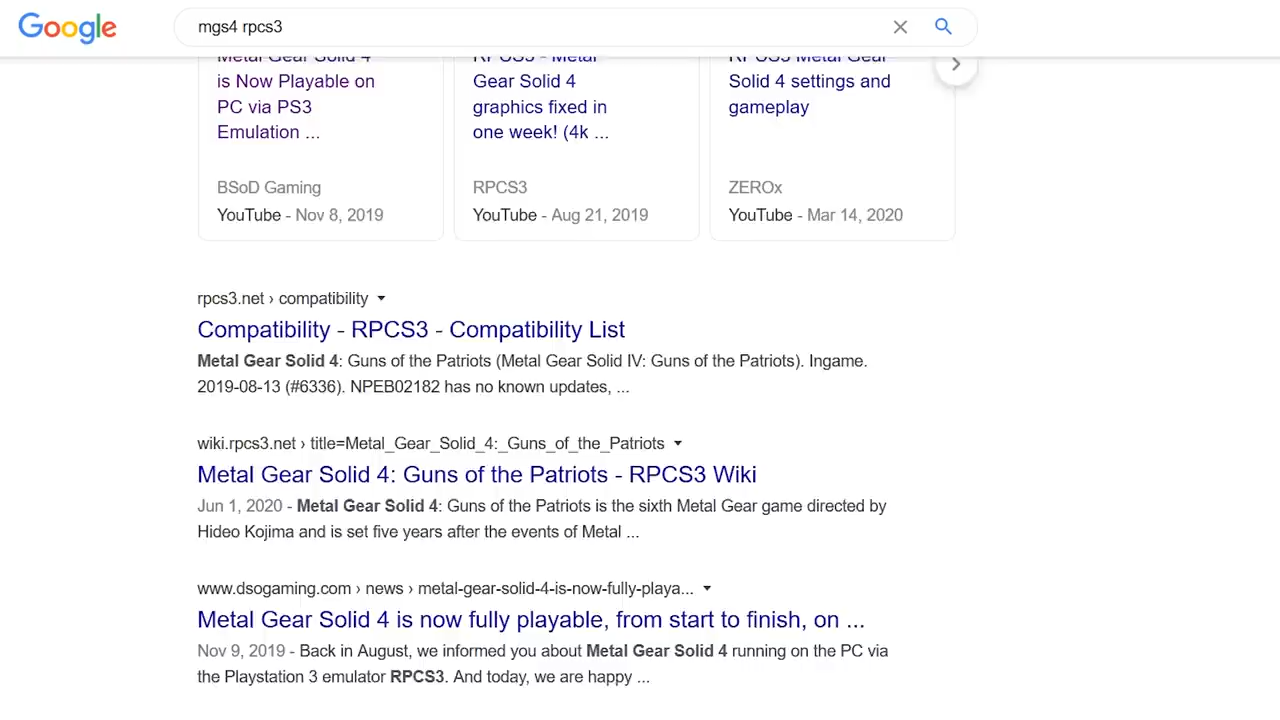 Google
mgs4 rpcs3
Metal Gear Solid 4
is Now Playable on
PC via PS3
Emulation ...
BSoD Gaming
YouTube - Nov 8, 2019
RPCS3 - Metal
Gear Solid 4
graphics fixed in
one week! (4k ...
RPCS3
YouTube - Aug 21, 2019
RPCS3 Metal Gear
Solid 4 settings and
gameplay
ZEROx
YouTube - Mar 14, 2020
rpcs3.net › compatibility
Compatibility - RPCS3 - Compatibility List
Metal Gear Solid 4: Guns of the Patriots (Metal Gear Solid IV: Guns of the Patriots). Ingame.
2019-08-13 (#6336). NPEB02182 has no known updates, ...
wiki.rpcs3.net › title=Metal_Gear_Solid_4:_Guns_of_the_Patriots
Metal Gear Solid 4: Guns of the Patriots - RPCS3 Wiki
Jun 1, 2020 - Metal Gear Solid 4: Guns of the Patriots is the sixth Metal Gear game directed by
Hideo Kojima and is set five years after the events of Metal ...
www.dsogaming.com › news › metal-gear-solid-4-is-now-fully-playa...
Metal Gear Solid 4 is now fully playable, from start to finish, on ...
Nov 9, 2019 - Back in August, we informed you about Metal Gear Solid 4 running on the PC via
the Playstation 3 emulator RPCS3. And today, we are happy ...